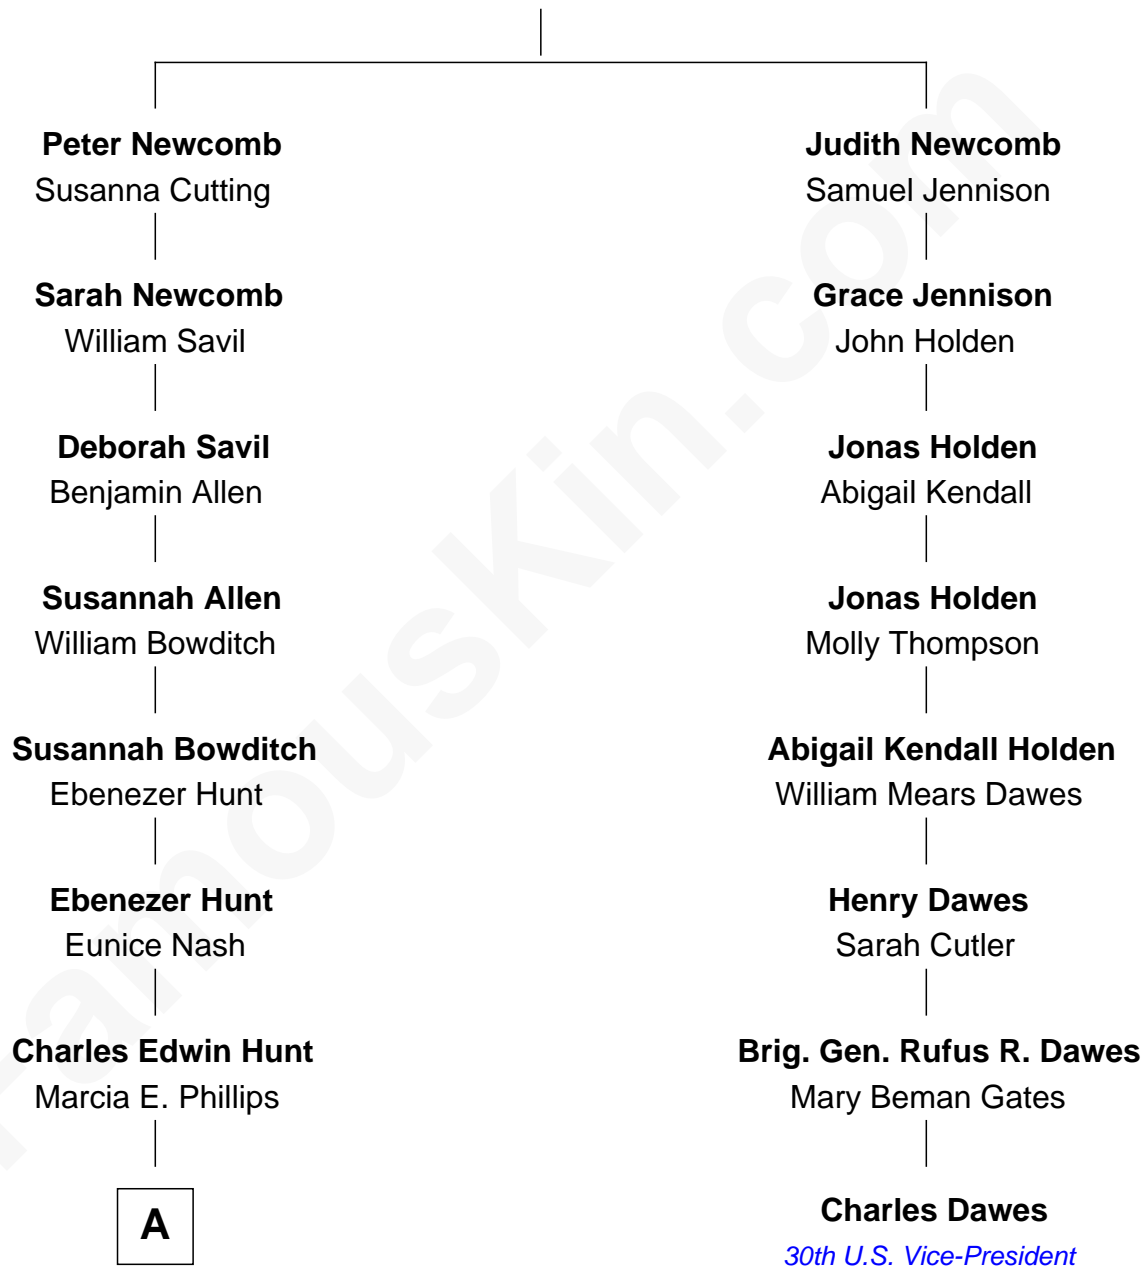 Peter Newcomb
Susanna Cutting
Sarah Newcomb
William Savil
Deborah Savil
Benjamin Allen
Susannah Allen
William Bowditch
Susannah Bowditch
Ebenezer Hunt
Ebenezer Hunt
Eunice Nash
Charles Edwin Hunt
Marcia E. Phillips
A
Judith Newcomb
Samuel Jennison
Grace Jennison
John Holden
Jonas Holden
Abigail Kendall
Jonas Holden
Molly Thompson
Abigail Kendall Holden
William Mears Dawes
Henry Dawes
Sarah Cutler
Brig. Gen. Rufus R. Dawes
Mary Beman Gates
Charles Dawes
30th U.S. Vice-President
FamousKin.com